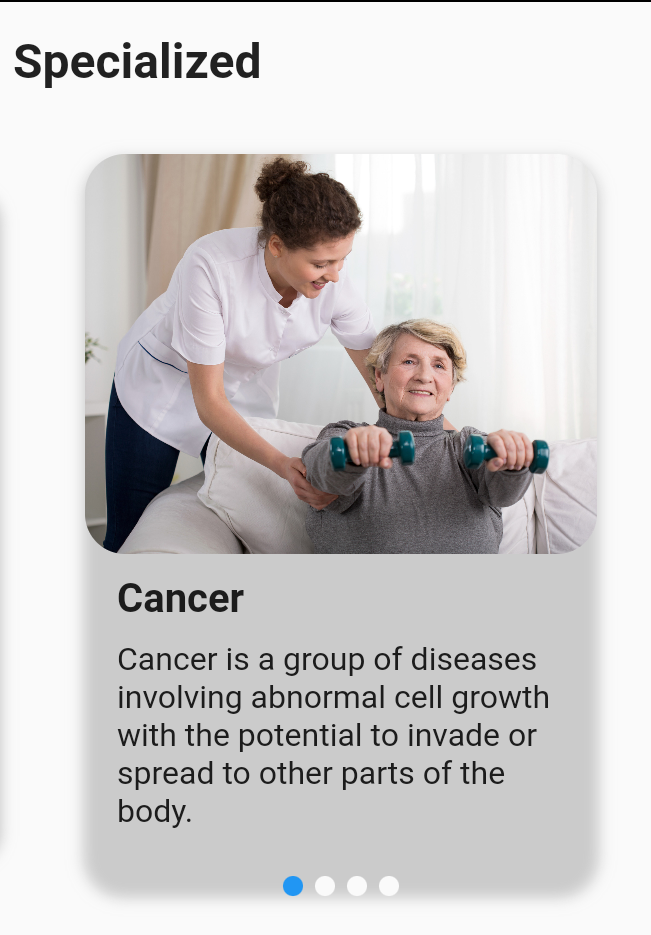 Specialized
Cancer
Cancer is a group of diseases
involving abnormal cell growth
with the potential to invade or
spread to other parts of the
body.